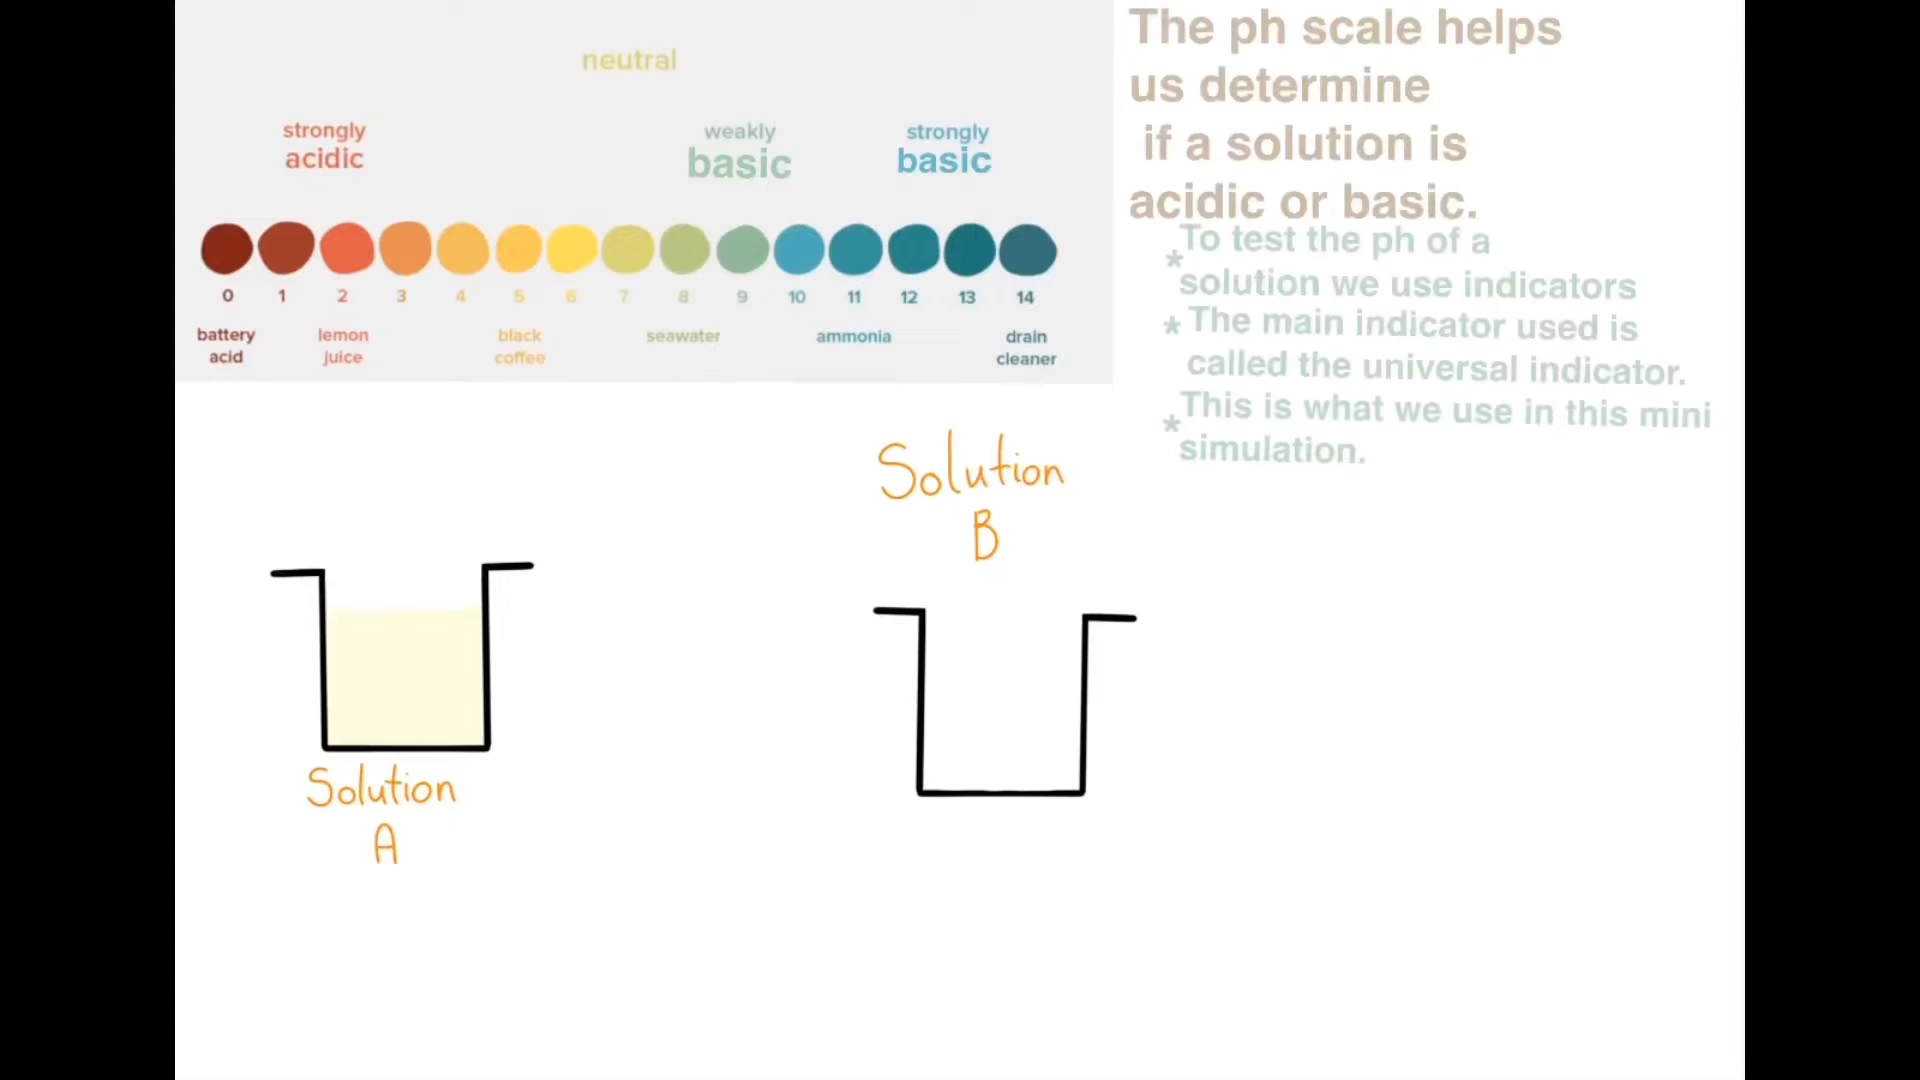 neutral
strongly
acidic
weakly
basic
strongly
basic
0 1 2 3 4 5 6 7 8 9 10 11 12 13 14
battery
acid
lemon
juice
black
coffee
seawater
ammonia
drain
cleaner
The ph scale helps
us determine
if a solution is
acidic or basic.
*To test the ph of a
solution we use indicators
* The main indicator used is
called the universal indicator.
*This is what we use in this mini
simulation.
Solution
B
Solution
A